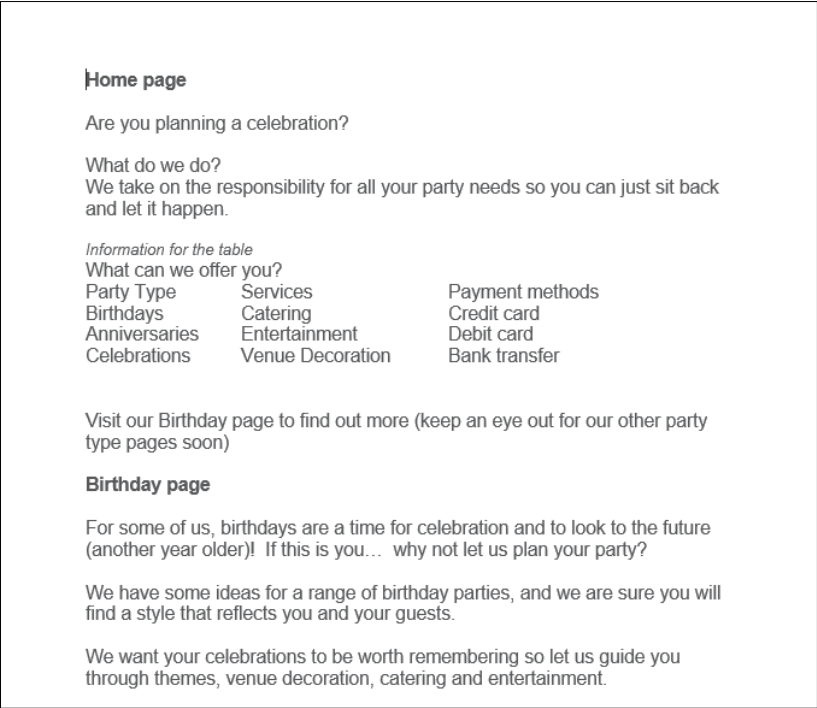 Home page
Are you planning a celebration?
What do we do?
We take on the responsibility for all your party needs so you can just sit back
and let it happen.
Information for the table
What can we offer you?
Party Type Services Payment methods
Birthdays Catering Credit card
Anniversaries Entertainment Debit card
Celebrations Venue Decoration Bank transfer
Visit our Birthday page to find out more (keep an eye out for our other party
type pages soon)
Birthday page
For some of us, birthdays are a time for celebration and to look to the future
(another year older)!  If this is you…  why not let us plan your party?
We have some ideas for a range of birthday parties, and we are sure you will
find a style that reflects you and your guests.
We want your celebrations to be worth remembering so let us guide you
through themes, venue decoration, catering and entertainment.